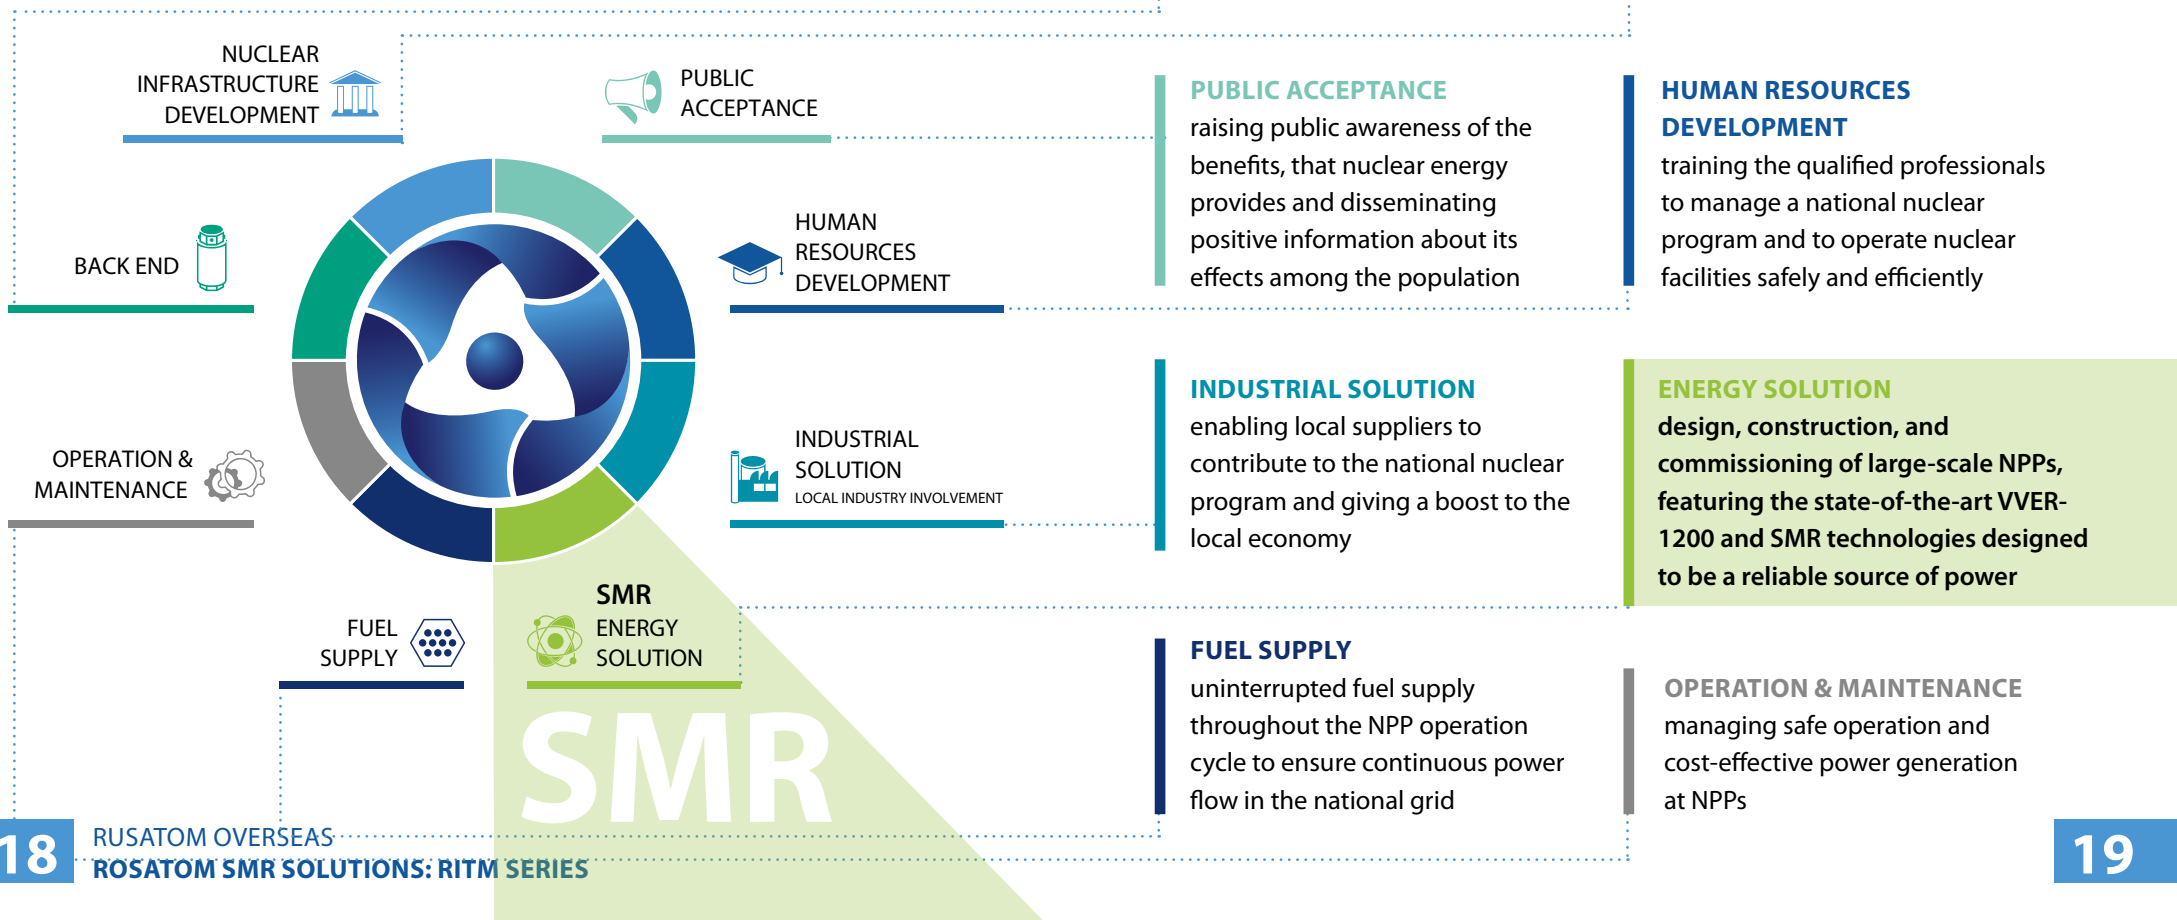 NUCLEAR
INFRASTRUCTURE
DEVELOPMENT
PUBLIC
ACCEPTANCE
BACK END
HUMAN
RESOURCES
DEVELOPMENT
OPERATION &
MAINTENANCE
INDUSTRIAL
SOLUTION
LOCAL INDUSTRY INVOLVEMENT
FUEL
SUPPLY
SMR
ENERGY
SOLUTION
SMR
PUBLIC ACCEPTANCE
raising public awareness of the
benefits, that nuclear energy
provides and disseminating
positive information about its
effects among the population
HUMAN RESOURCES
DEVELOPMENT
training the qualified professionals
to manage a national nuclear
program and to operate nuclear
facilities safely and efficiently
INDUSTRIAL SOLUTION
enabling local suppliers to
contribute to the national nuclear
program and giving a boost to the
local economy
ENERGY SOLUTION
design, construction, and
commissioning of large-scale NPPs,
featuring the state-of-the-art VVER-
1200 and SMR technologies designed
to be a reliable source of power
FUEL SUPPLY
uninterrupted fuel supply
throughout the NPP operation
cycle to ensure continuous power
flow in the national grid
OPERATION & MAINTENANCE
managing safe operation and
cost-effective power generation
at NPPs
18
RUSATOM OVERSEAS
ROSATOM SMR SOLUTIONS: RITM SERIES
19